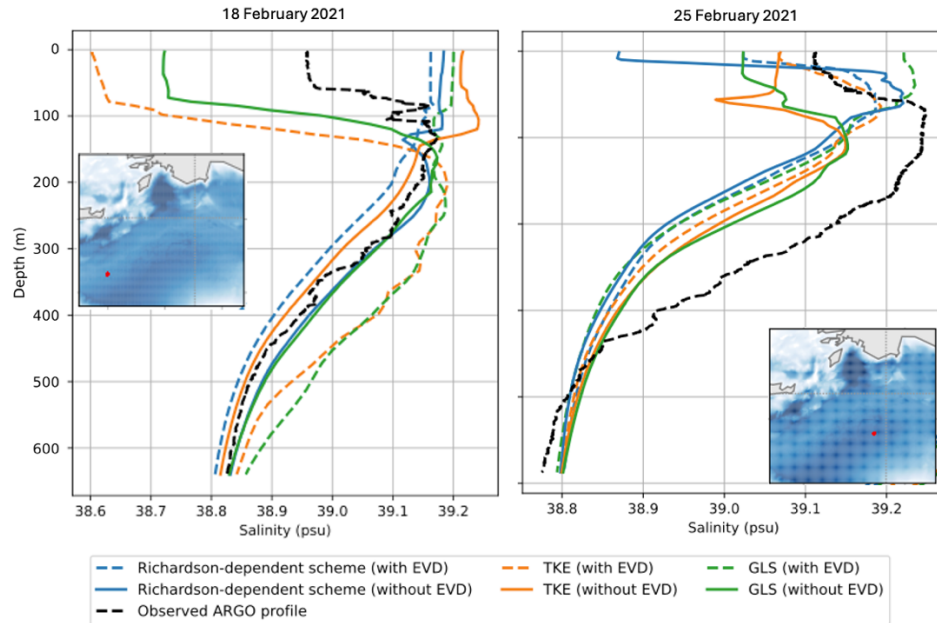 18 February 2021
25 February 2021
0
100
200
300
400
500
600
Depth (m)
38.6
38.7
38.8
38.9
39.0
39.1
39.2
38.8
38.9
39.0
39.1
39.2
Salinity (psu)
Salinity (psu)
Richardson-dependent scheme (with EVD)
TKE (with EVD)
GLS (with EVD)
Richardson-dependent scheme (without EVD)
TKE (without EVD)
GLS (without EVD)
Observed ARGO profile